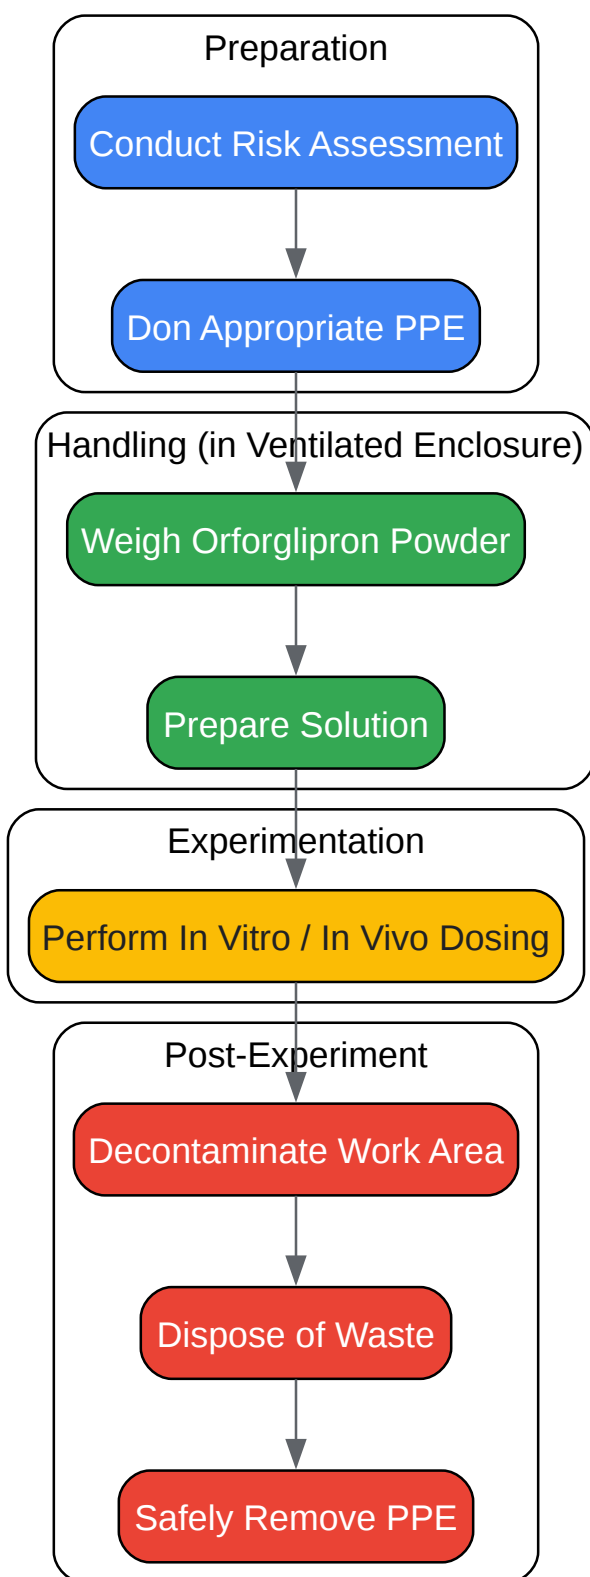 Preparation
Conduct Risk Assessment
Don Appropriate PPE
Handling (in Ventilated Enclosure)
Weigh Orforglipron Powder
Prepare Solution
Experimentation
Perform In Vitro / In Vivo Dosing
Post-Experiment
Decontaminate Work Area
Dispose of Waste
Safely Remove PPE